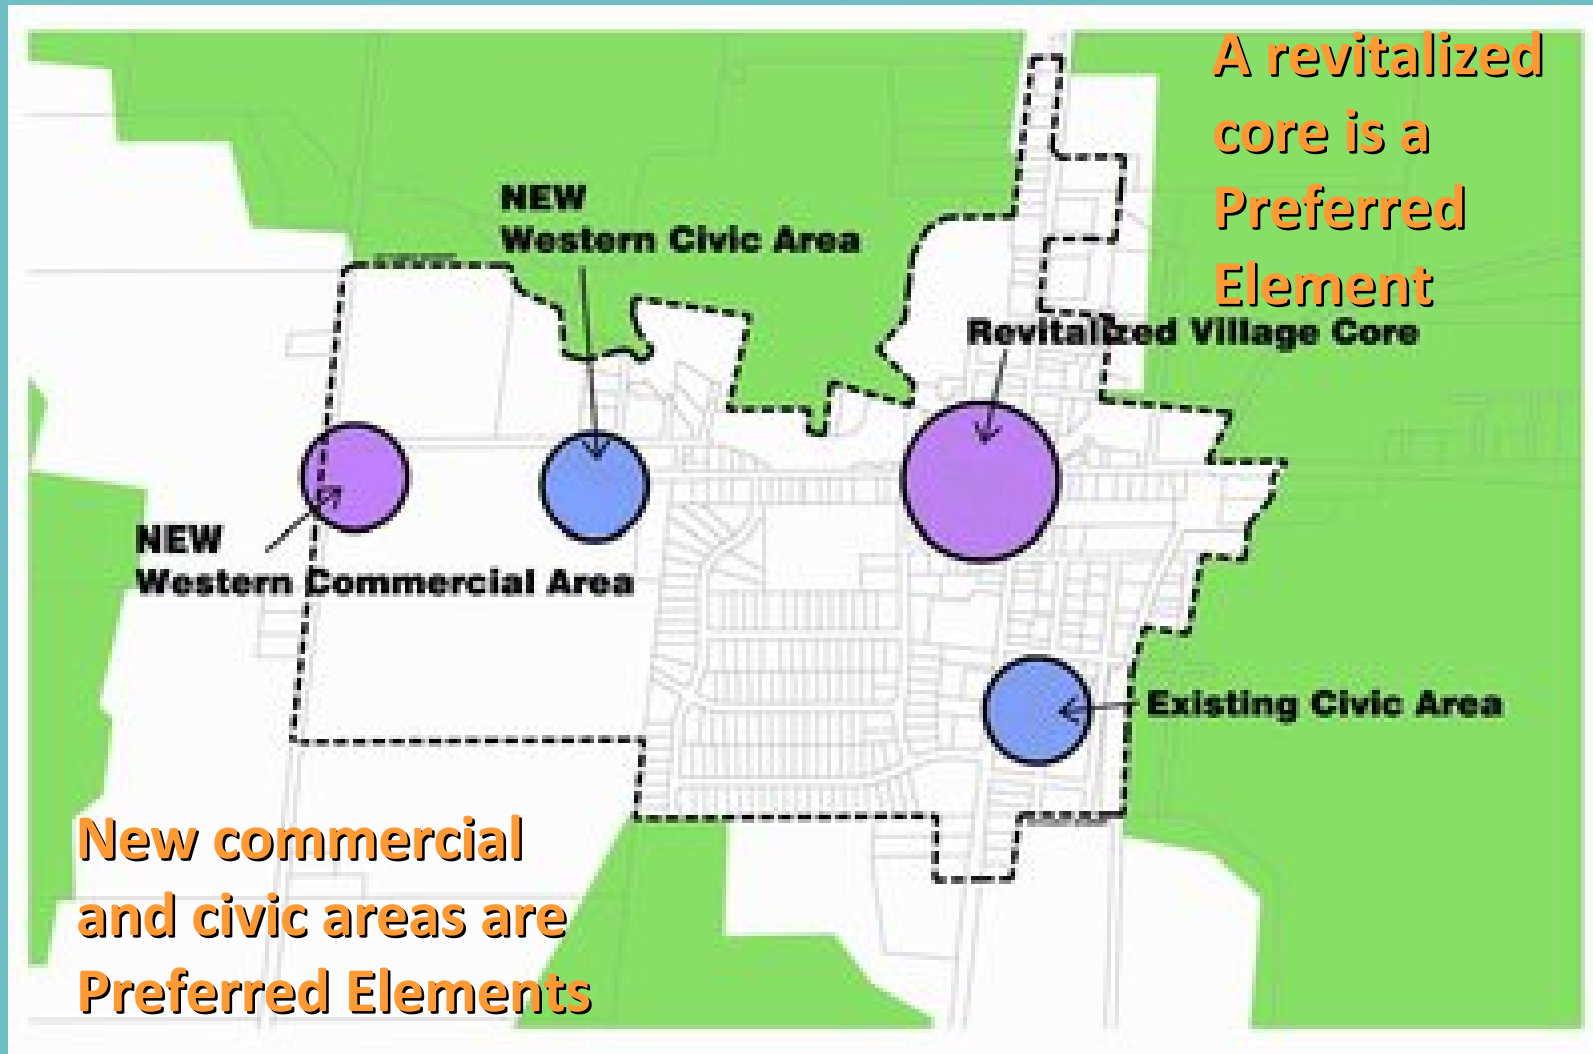 A revitalized
core is a
Preferred
Element
NEW
Western Civic Area
Revitalized Village Core
NEW
Western Commercial Area
Existing Civic Area
New commercial
and civic areas are
Preferred Elements